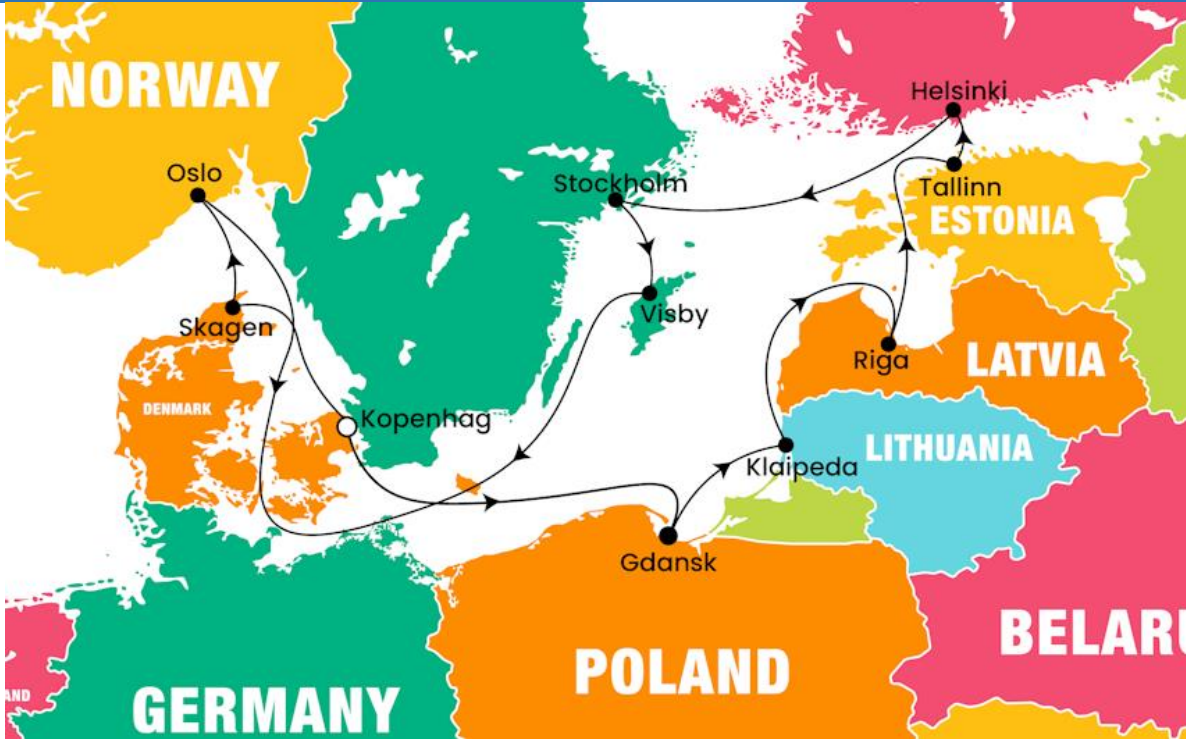 NORWAY
Helsinki
Oslo
Stockholm
Tallinn
ESTONIA
Skagen
Visby
Riga
LATVIA
DENMARK
Kopenhag
LITHUANIA
Klaipeda
Gdansk
BELARU
POLAND
AND
GERMANY